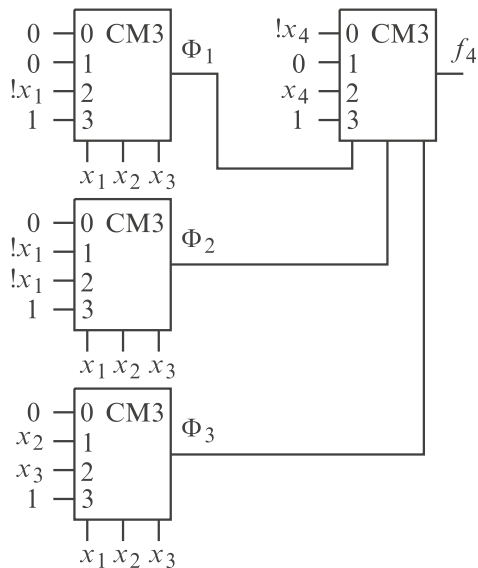 0 0 CM3 Φ1
0 1
!x1 2
1 3
x1 x2 x3
!x4 0 CM3 f4
0 1
x4 2
1 3
0 0 CM3 Φ2
!x1 1
!x1 2
1 3
x1 x2 x3
0 0 CM3 Φ3
x2 1
x3 2
1 3
x1 x2 x3